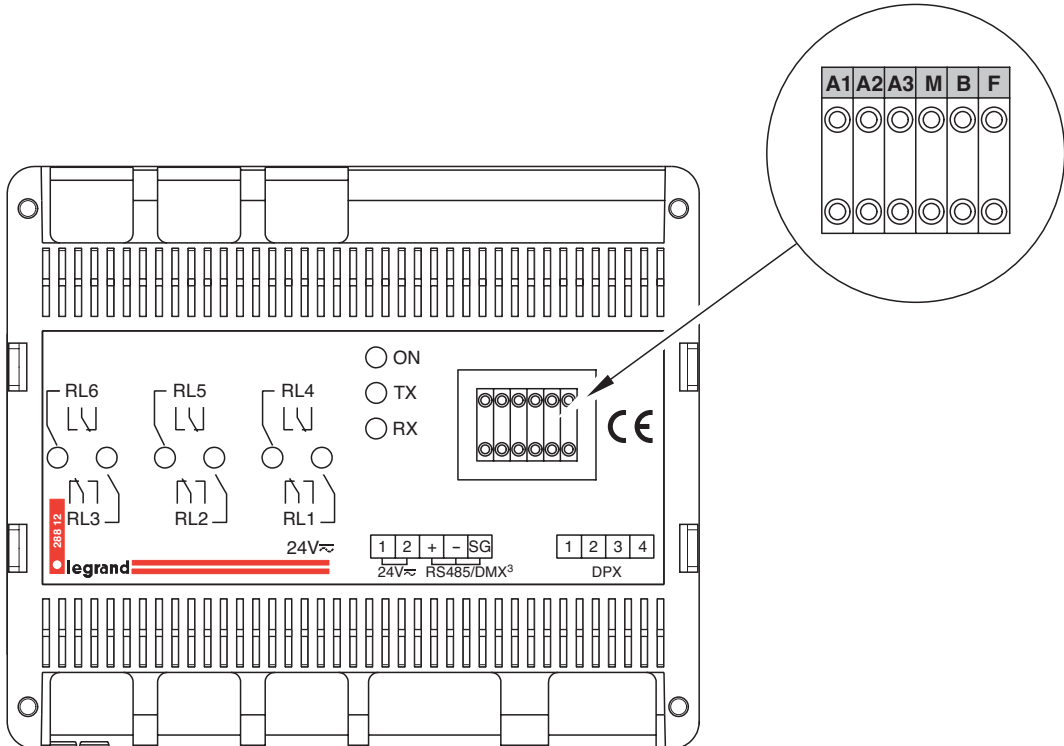 A1 A2 A3 M B F
ON
TX
RX
RL6 RL5 RL4
RL3 RL2 RL1
288 12
legrand
24V⎓
1 2 + – SG
24V⎓ RS485/DMX³
1 2 3 4
DPX
CE